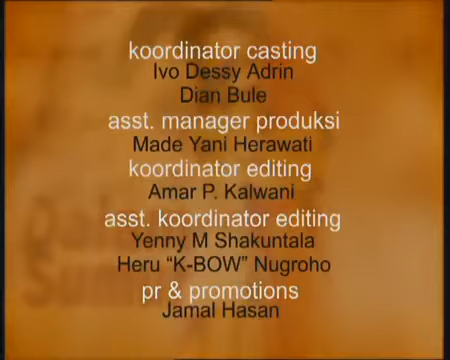 koordinator casting
Ivo Dessy Adrin
Dian Bule
asst. manager produksi
Made Yani Herawati
koordinator editing
Amar P. Kalwani
asst. koordinator editing
Yenny M Shakuntala
Heru “K-BOW” Nugroho
pr & promotions
Jamal Hasan